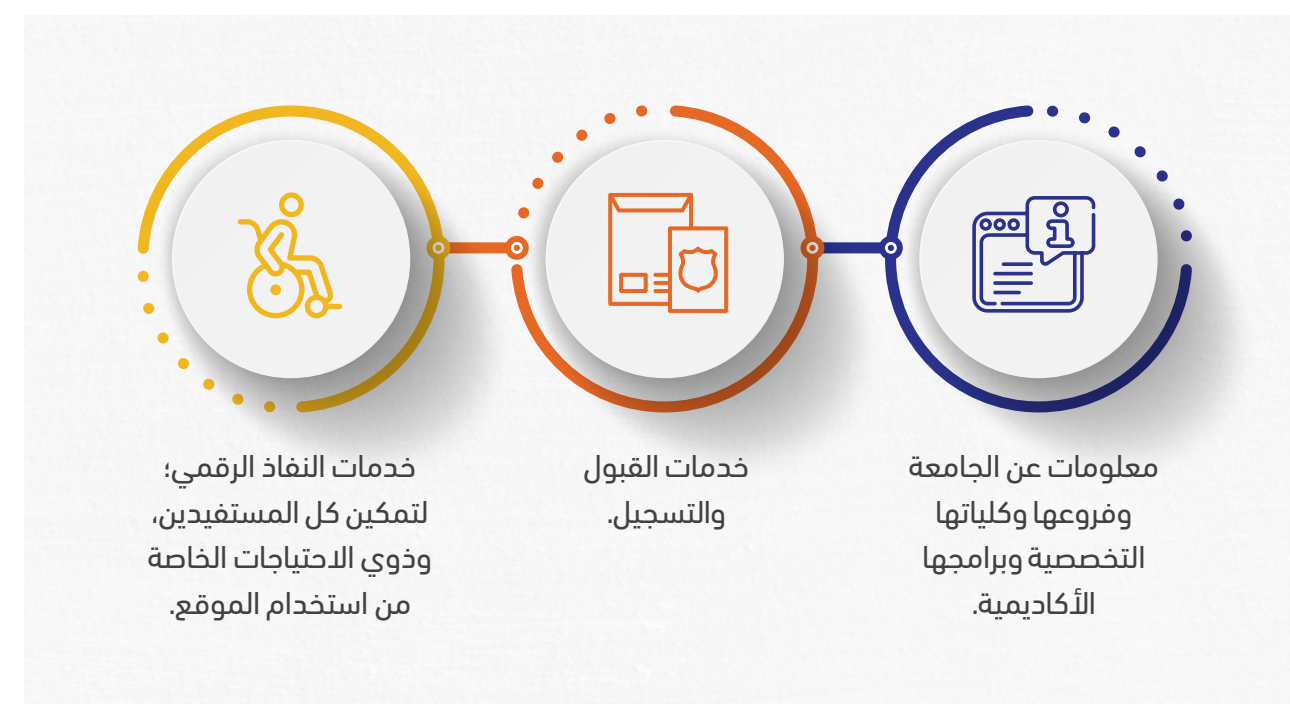 معلومات عن الجامعة
وفروعها وكلياتها
التخصصية وبرامجها
الأكاديمية.
خدمات القبول
والتسجيل.
خدمات النفاذ الرقمي؛
لتمكين كل المستفيدين،
وذوي الاحتياجات الخاصة
من استخدام الموقع.